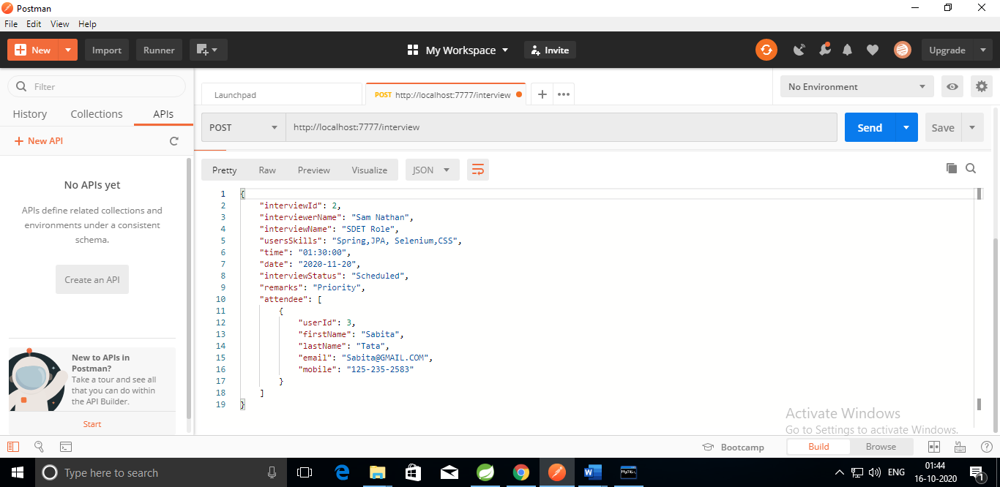 Postman
File Edit View Help
New Import Runner My Workspace Invite Upgrade
Filter
History Collections APIs
New API
No APIs yet
APIs define related collections and
environments under a consistent
schema.
Create an API
New to APIs in
Postman?
Take a tour and see all
that you can do within
the API Builder.
Start
Launchpad POST http://localhost:7777/interview No Environment
POST http://localhost:7777/interview Send Save
Pretty Raw Preview Visualize JSON
1 {
2 "interviewId": 2,
3 "interviewerName": "Sam Nathan",
4 "interviewName": "SDET Role",
5 "usersSkills": "Spring,JPA, Selenium,CSS",
6 "time": "01:30:00",
7 "date": "2020-11-20",
8 "interviewStatus": "Scheduled",
9 "remarks": "Priority",
10 "attendee": [
11 {
12 "userId": 3,
13 "firstName": "Sabita",
14 "lastName": "Tata",
15 "email": "Sabita@GMAIL.COM",
16 "mobile": "125-235-2583"
17 }
18 ]
19 }
Activate Windows
Go to Settings to activate Windows.
Bootcamp Build Browse
Type here to search ENG 01:44
16-10-2020 1